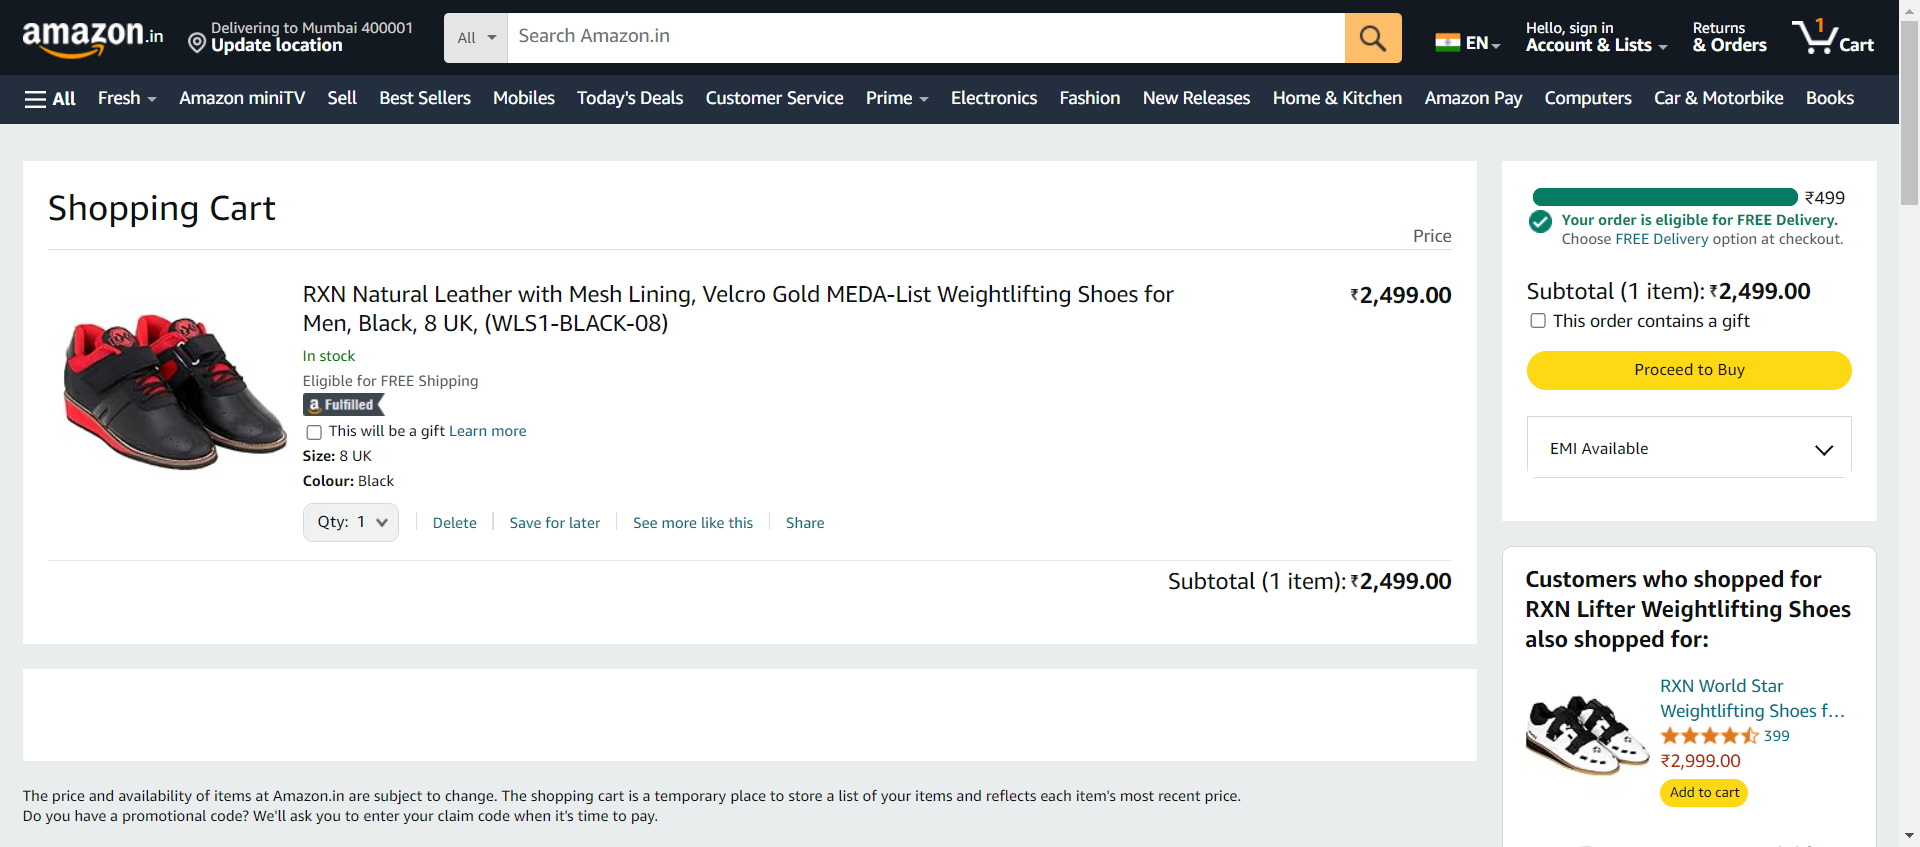 amazon.in
Delivering to Mumbai 400001
Update location
All
Search Amazon.in
EN
Hello, sign in
Account & Lists
Returns
& Orders
1
Cart
All
Fresh
Amazon miniTV
Sell
Best Sellers
Mobiles
Today's Deals
Customer Service
Prime
Electronics
Fashion
New Releases
Home & Kitchen
Amazon Pay
Computers
Car & Motorbike
Books
Shopping Cart
Price
RXN Natural Leather with Mesh Lining, Velcro Gold MEDA-List Weightlifting Shoes for
Men, Black, 8 UK, (WLS1-BLACK-08)
₹2,499.00
In stock
Eligible for FREE Shipping
a Fulfilled
This will be a gift Learn more
Size: 8 UK
Colour: Black
Qty: 1
Delete
Save for later
See more like this
Share
Subtotal (1 item): ₹2,499.00
The price and availability of items at Amazon.in are subject to change. The shopping cart is a temporary place to store a list of your items and reflects each item's most recent price.
Do you have a promotional code? We'll ask you to enter your claim code when it's time to pay.
₹499
Your order is eligible for FREE Delivery.
Choose FREE Delivery option at checkout.
Subtotal (1 item): ₹2,499.00
This order contains a gift
Proceed to Buy
EMI Available
Customers who shopped for
RXN Lifter Weightlifting Shoes
also shopped for:
RXN World Star
Weightlifting Shoes f…
399
₹2,999.00
Add to cart